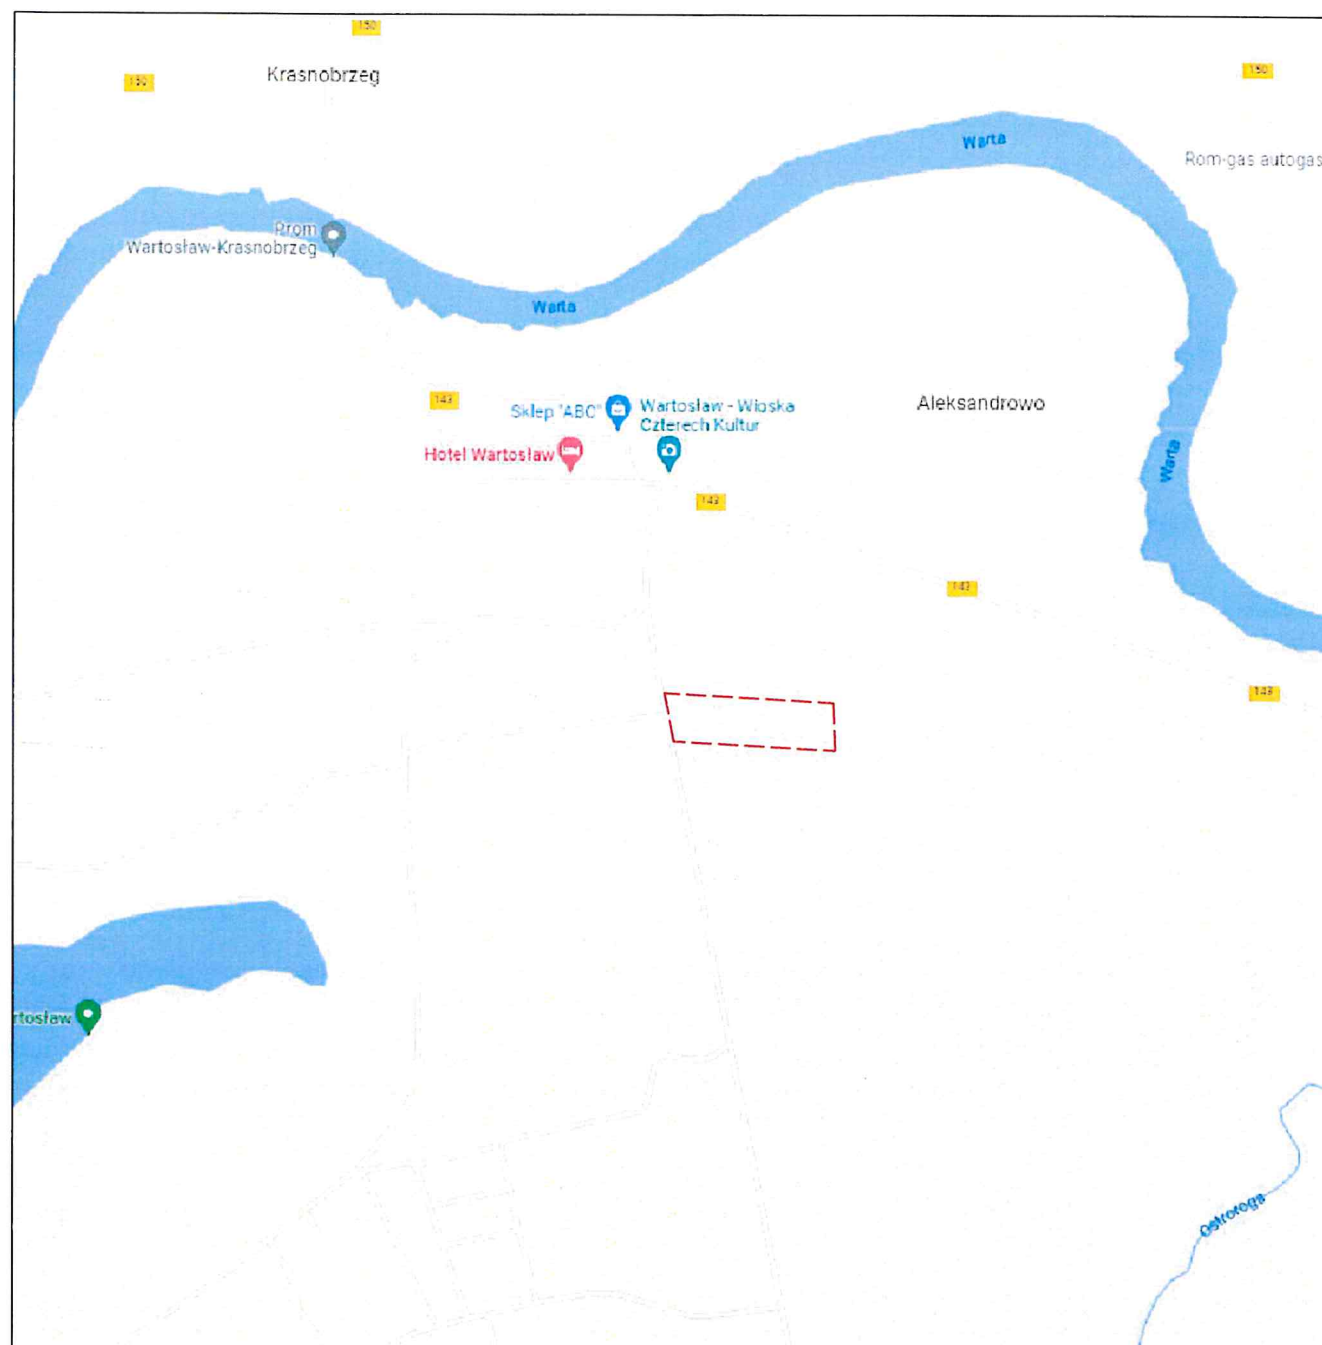 150
Krasnobrzeg
150
150
Warta
Rom-gas autogas
Prom
Wartosław-Krasnobrzeg
Warta
143
Sklep "ABC"
Wartosław - Wioska
Czterech Kultur
Aleksandrowo
Hotel Wartosław
Warta
143
143
143
rtosław
Ostroroga